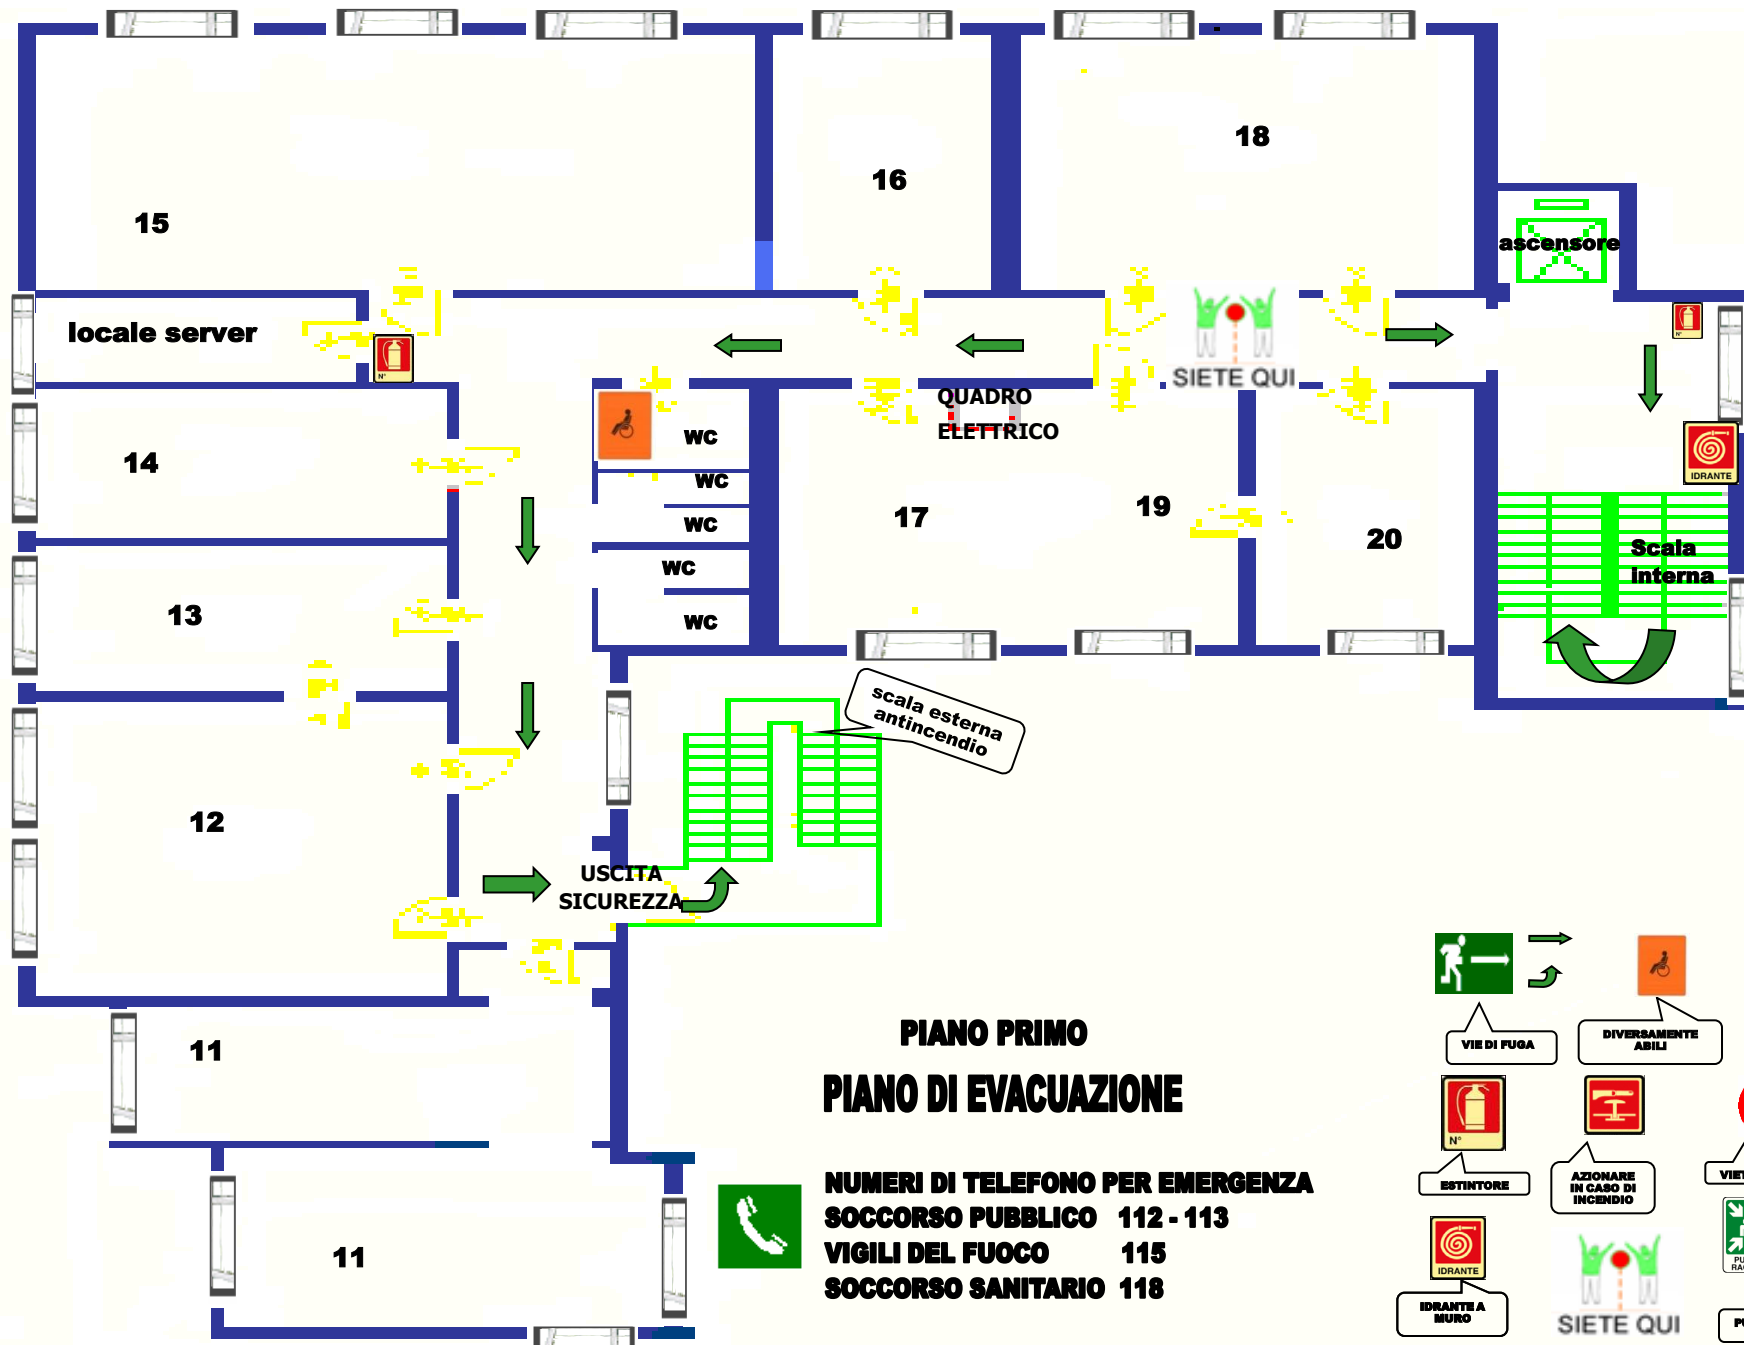 18
16
15
ascensore
locale server
N°
N°
SIETE QUI
QUADRO
ELETTRICO
WC
WC
WC
WC
WC
14
17
19
20
IDRANTE
Scala
interna
13
scala esterna
antincendio
12
USCITA
SICUREZZA
11
11
PIANO PRIMO
PIANO DI EVACUAZIONE
NUMERI DI TELEFONO PER EMERGENZA
SOCCORSO PUBBLICO 112 - 113
VIGILI DEL FUOCO 115
SOCCORSO SANITARIO 118
VIE DI FUGA
DIVERSAMENTE
ABILI
N°
ESTINTORE
AZIONARE
IN CASO DI
INCENDIO
IDRANTE
IDRANTE A
MURO
SIETE QUI